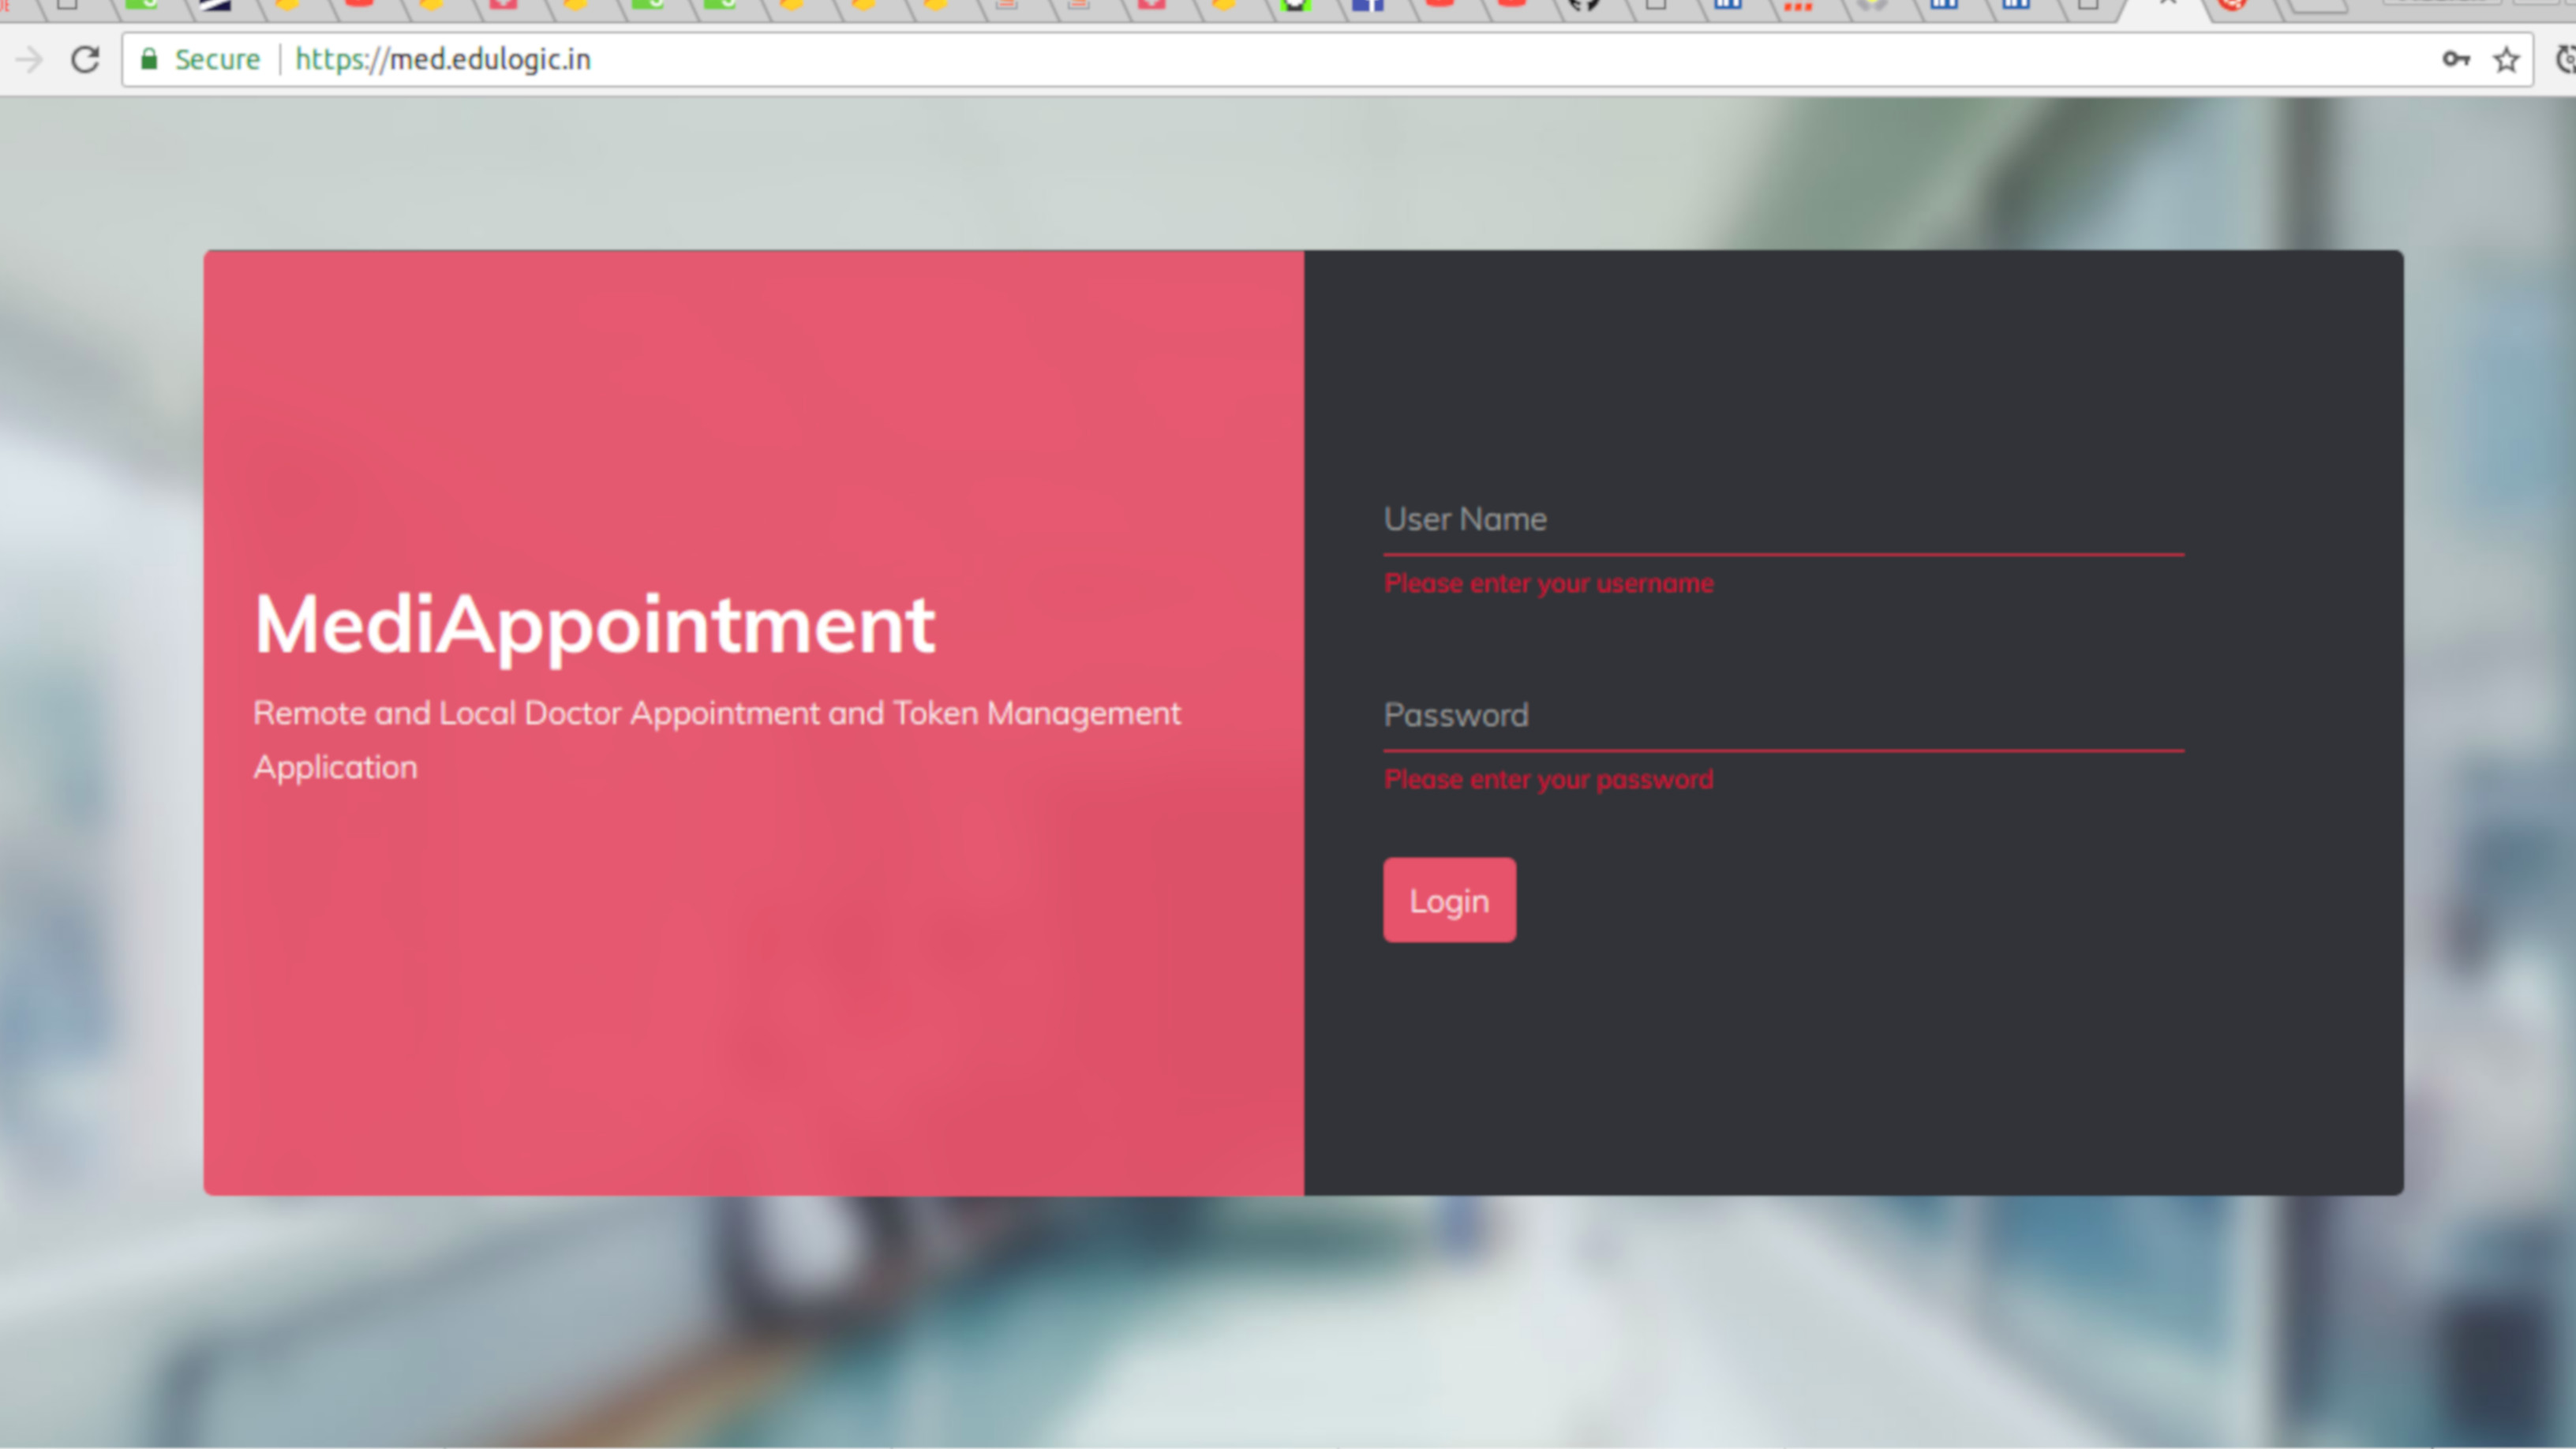 Secure https://med.edulogic.in
MediAppointment
Remote and Local Doctor Appointment and Token Management
Application
User Name
Please enter your username
Password
Please enter your password
Login